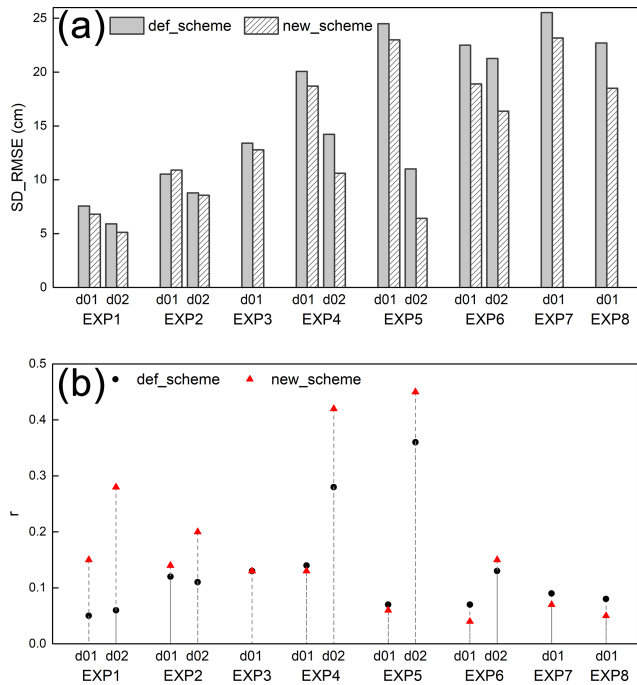 (a) def_scheme new_scheme
25
20
15
10
5
0
SD_RMSE (cm)
d01 d02 d01 d02 d01 d01 d02 d01 d02 d01 d02 d01 d01
EXP1 EXP2 EXP3 EXP4 EXP5 EXP6 EXP7 EXP8
0.5
(b) def_scheme new_scheme
0.4
0.3
0.2
0.1
0.0
r
d01 d02 d01 d02 d01 d01 d02 d01 d02 d01 d02 d01 d01
EXP1 EXP2 EXP3 EXP4 EXP5 EXP6 EXP7 EXP8